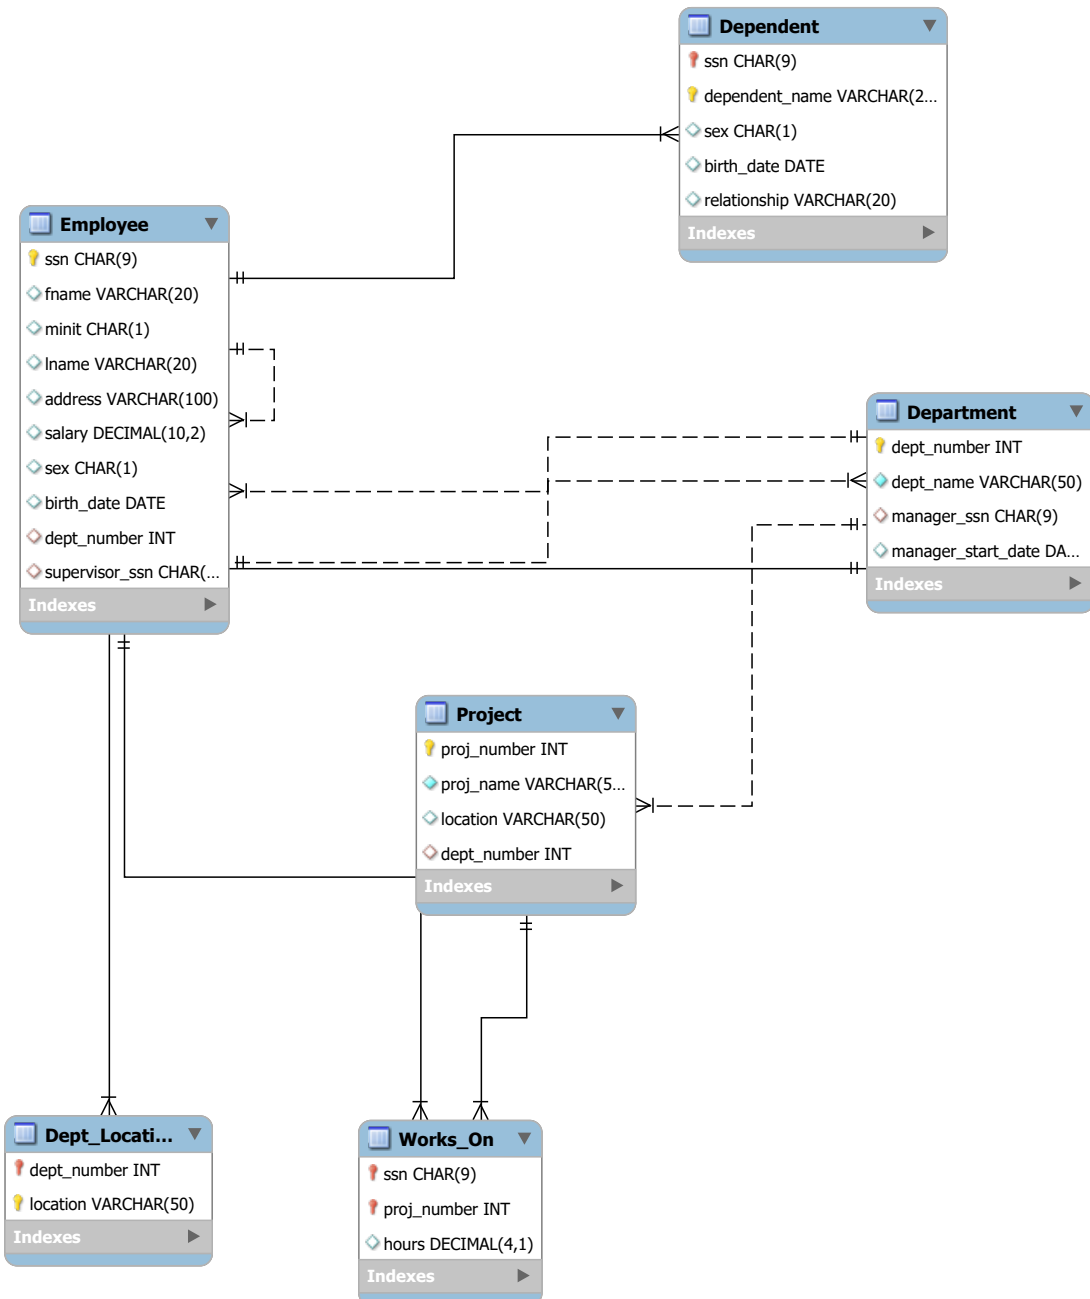 Dependent
ssn CHAR(9)
dependent_name VARCHAR(2...
sex CHAR(1)
birth_date DATE
relationship VARCHAR(20)
Indexes
Employee
ssn CHAR(9)
fname VARCHAR(20)
minit CHAR(1)
lname VARCHAR(20)
address VARCHAR(100)
salary DECIMAL(10,2)
sex CHAR(1)
birth_date DATE
dept_number INT
supervisor_ssn CHAR(...
Indexes
Department
dept_number INT
dept_name VARCHAR(50)
manager_ssn CHAR(9)
manager_start_date DA...
Indexes
Project
proj_number INT
proj_name VARCHAR(5...
location VARCHAR(50)
dept_number INT
Indexes
Dept_Locati...
dept_number INT
location VARCHAR(50)
Indexes
Works_On
ssn CHAR(9)
proj_number INT
hours DECIMAL(4,1)
Indexes